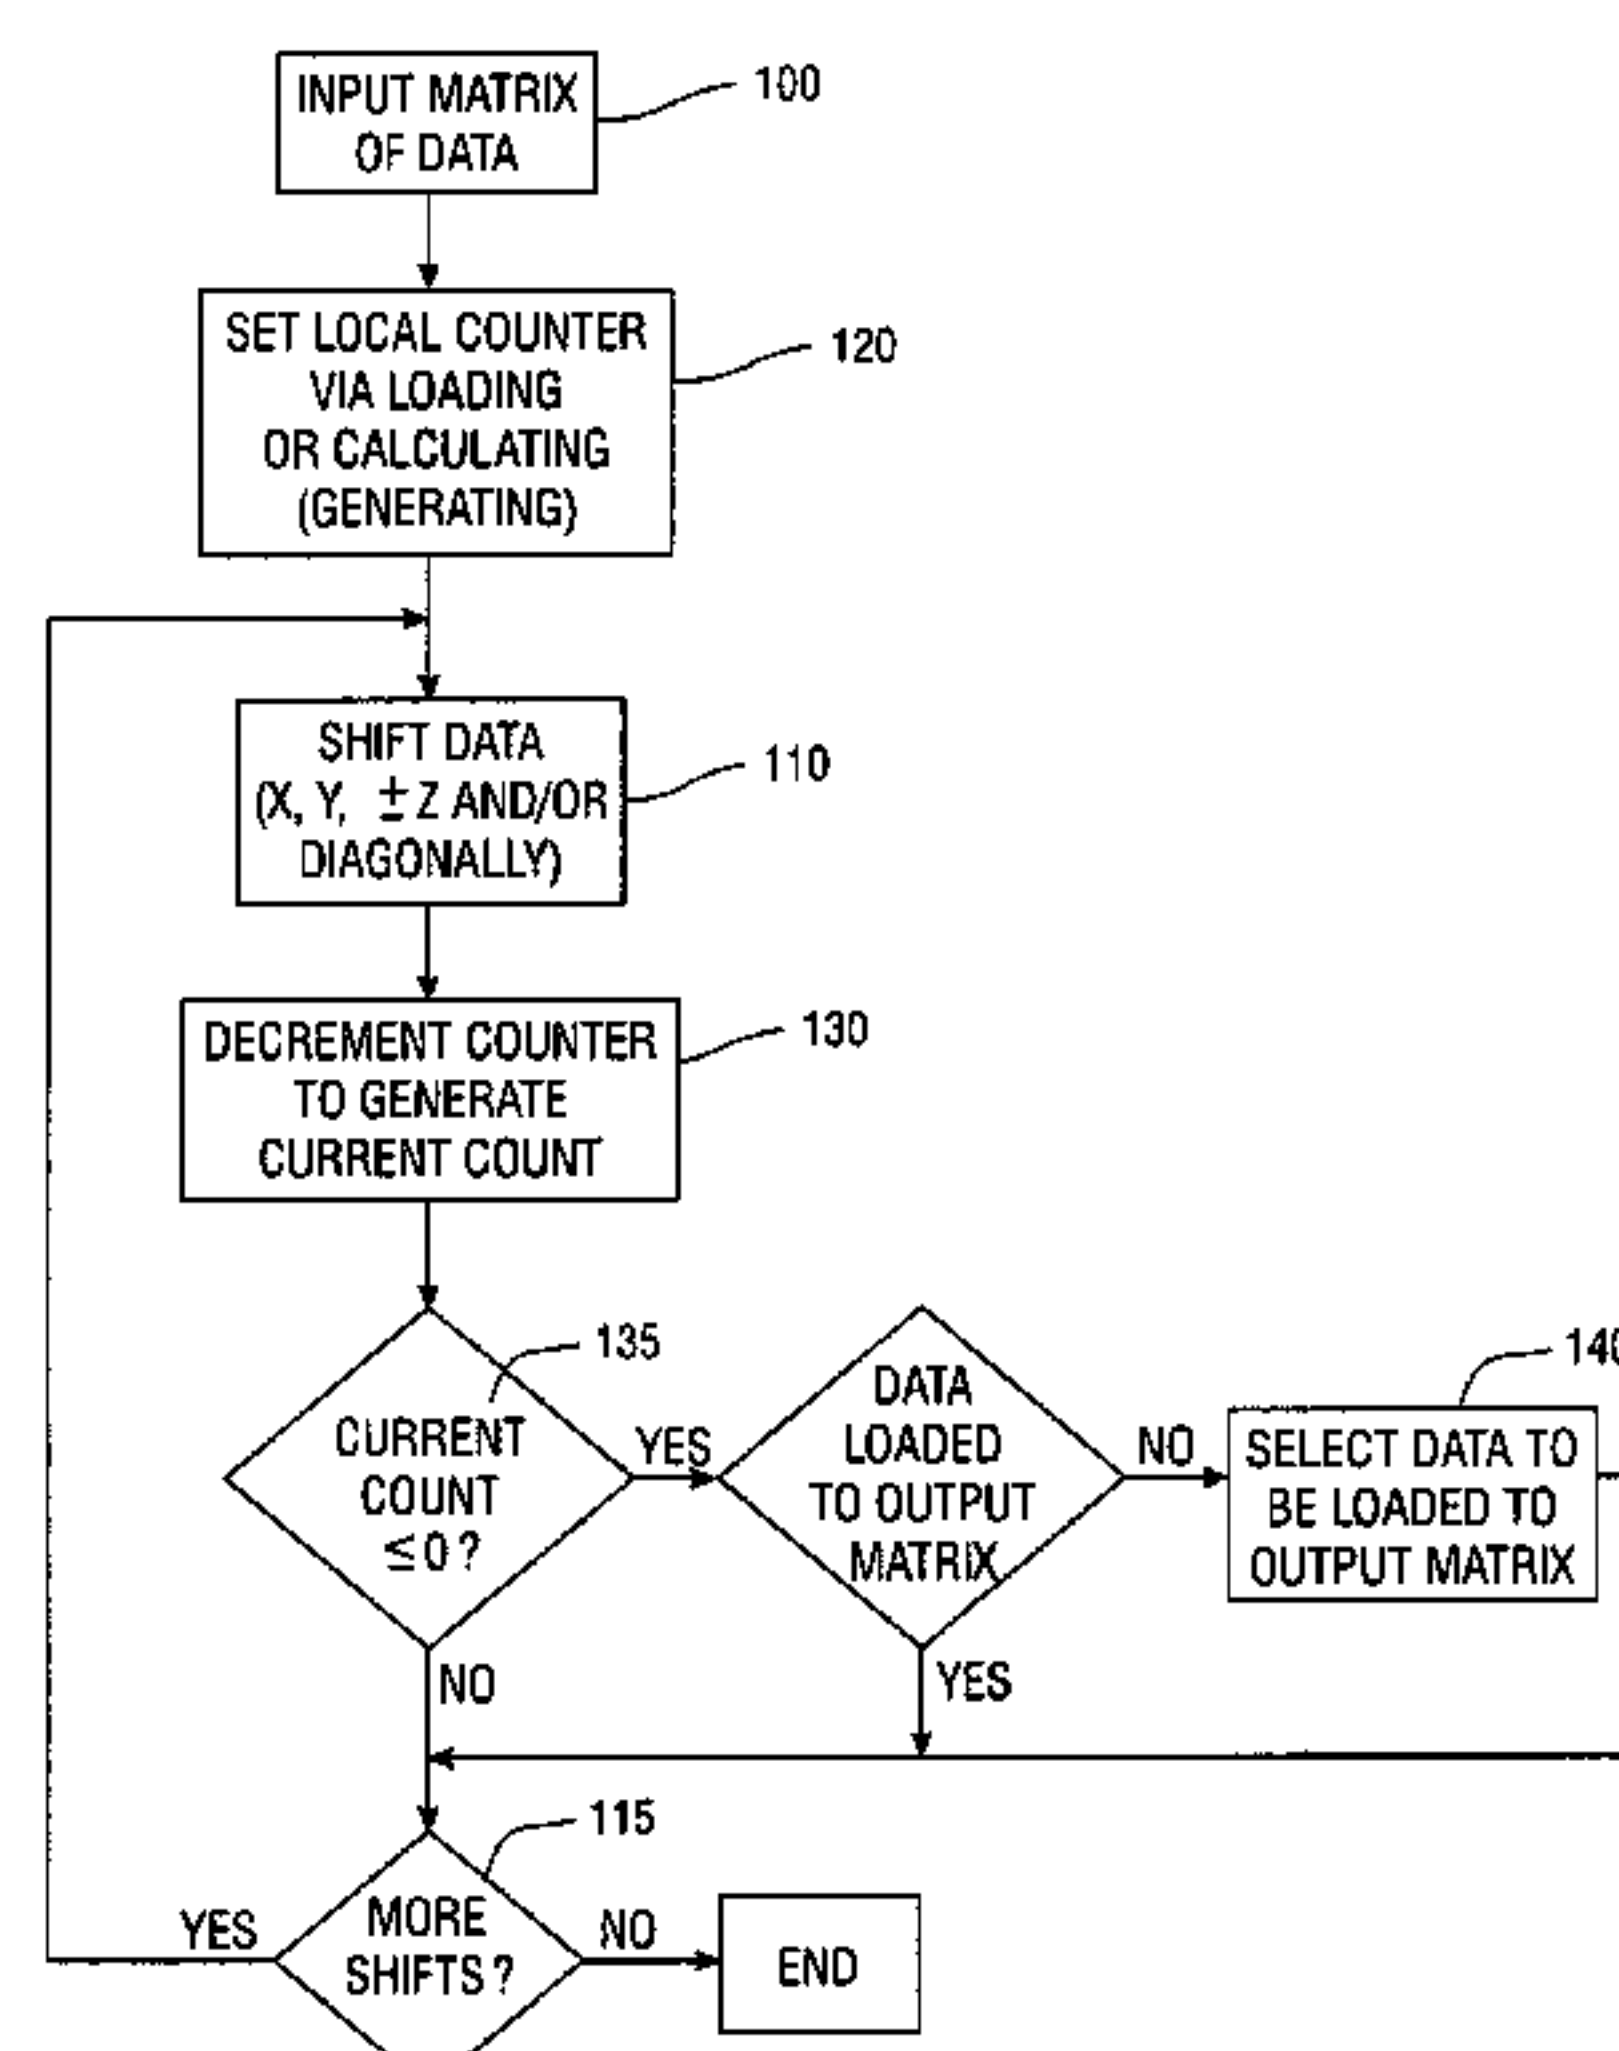 INPUT MATRIX
OF DATA
100
SET LOCAL COUNTER
VIA LOADING
OR CALCULATING
(GENERATING)
120
SHIFT DATA
(X, Y, ±Z AND/OR
DIAGONALLY)
110
DECREMENT COUNTER
TO GENERATE
CURRENT COUNT
130
135
CURRENT
COUNT
≤0?
YES
NO
DATA
LOADED
TO OUTPUT
MATRIX
NO
YES
140
SELECT DATA TO
BE LOADED TO
OUTPUT MATRIX
115
MORE
SHIFTS?
YES
NO
END